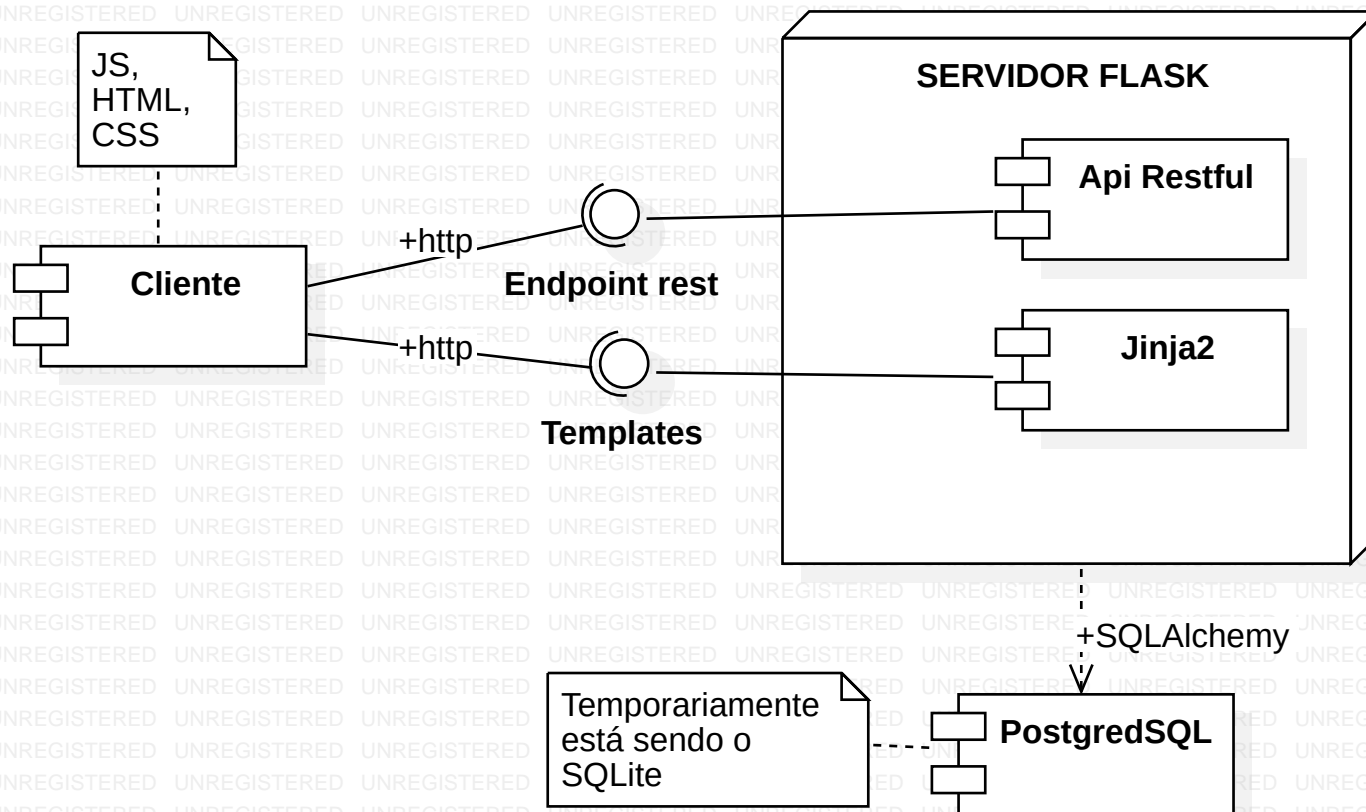 JS,
HTML,
CSS
SERVIDOR FLASK
Api Restful
+http
Cliente
Endpoint rest
Jinja2
+http
Templates
+SQLAlchemy
Temporariamente
está sendo o
SQLite
PostgredSQL
UNREGISTERED